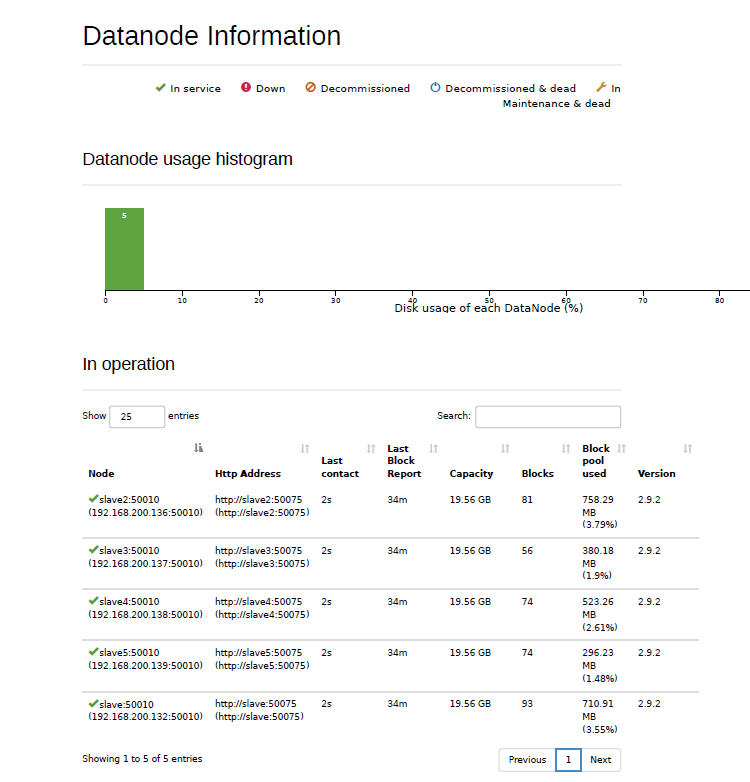 Datanode Information
In service Down Decommissioned Decommissioned & dead In
Maintenance & dead
Datanode usage histogram
5
0 10 20 30 40 50 60 70 80
Disk usage of each DataNode (%)
In operation
Show 25 entries Search:
Node Http Address Last contact Last Block Report Capacity Blocks Block pool used Version
slave2:50010 http://slave2:50075 2s 34m 19.56 GB 81 758.29 2.9.2
(192.168.200.136:50010) (http://slave2:50075) MB
(3.79%)
slave3:50010 http://slave3:50075 2s 34m 19.56 GB 56 380.18 2.9.2
(192.168.200.137:50010) (http://slave3:50075) MB
(1.9%)
slave4:50010 http://slave4:50075 2s 34m 19.56 GB 74 523.26 2.9.2
(192.168.200.138:50010) (http://slave4:50075) MB
(2.61%)
slave5:50010 http://slave5:50075 2s 34m 19.56 GB 74 296.23 2.9.2
(192.168.200.139:50010) (http://slave5:50075) MB
(1.48%)
slave:50010 http://slave:50075 2s 34m 19.56 GB 93 710.91 2.9.2
(192.168.200.132:50010) (http://slave:50075) MB
(3.55%)
Showing 1 to 5 of 5 entries Previous 1 Next